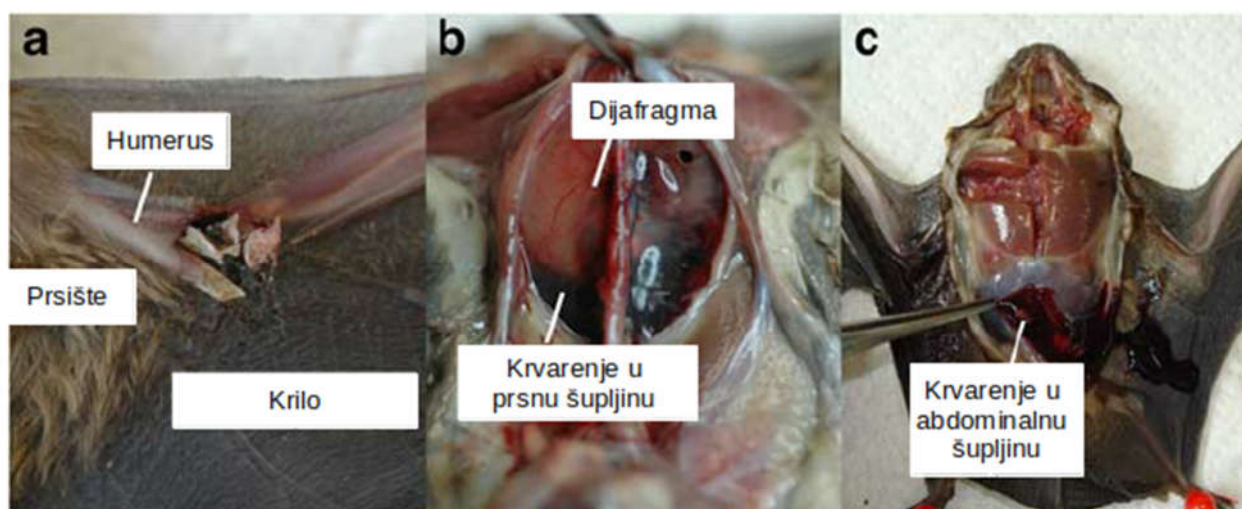 a
b
c
Humerus
Prsište
Krilo
Dijafragma
Krvarenje u
prsnu šupljinu
Krvarenje u
abdominalnu
šupljinu